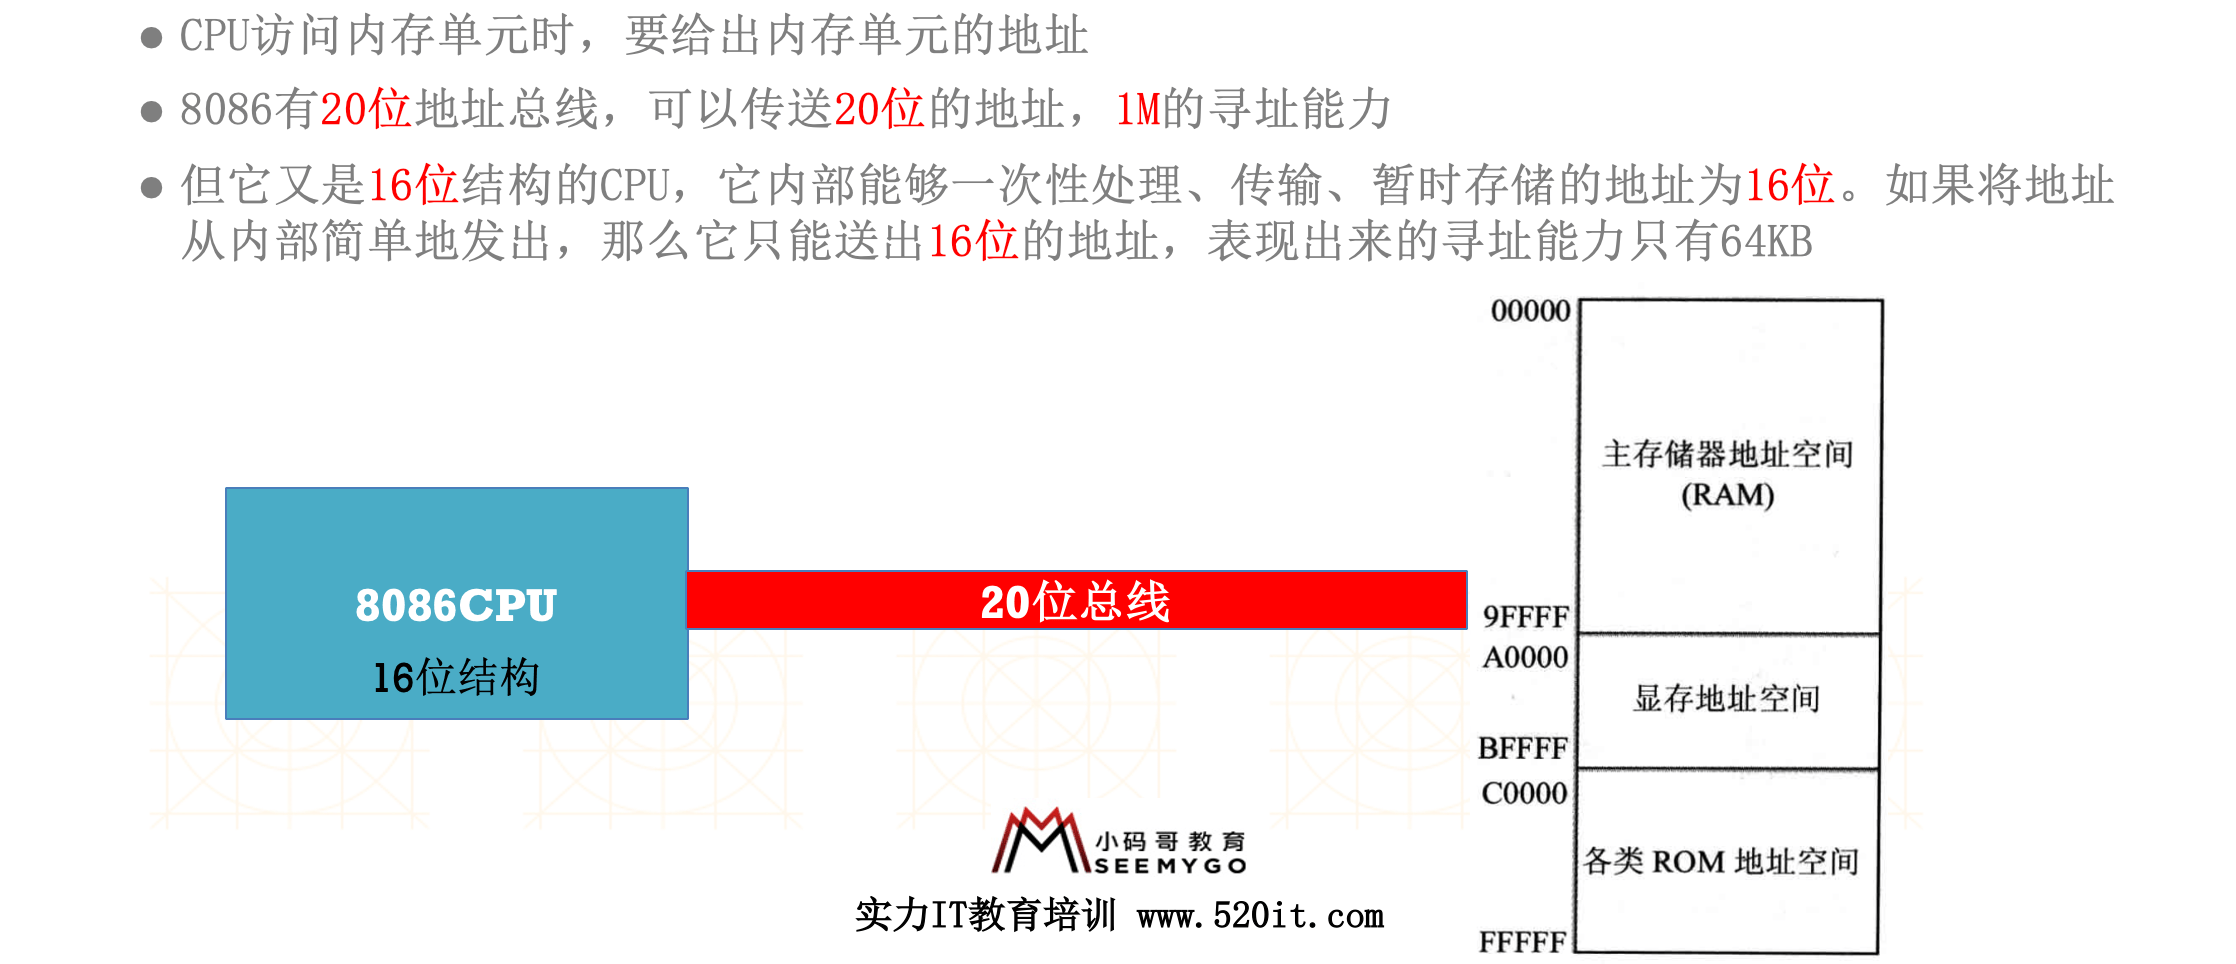 ● CPU访问内存单元时，要给出内存单元的地址
● 8086有20位地址总线，可以传送20位的地址，1M的寻址能力
● 但它又是16位结构的CPU，它内部能够一次性处理、传输、暂时存储的地址为16位。如果将地址
从内部简单地发出，那么它只能送出16位的地址，表现出来的寻址能力只有64KB
00000
主存储器地址空间
(RAM)
8086CPU
16位结构
20位总线
9FFFF
A0000
显存地址空间
BFFFF
C0000
各类 ROM 地址空间
FFFFF
小码哥教育
SEEMYGO
实力IT教育培训 www.520it.com